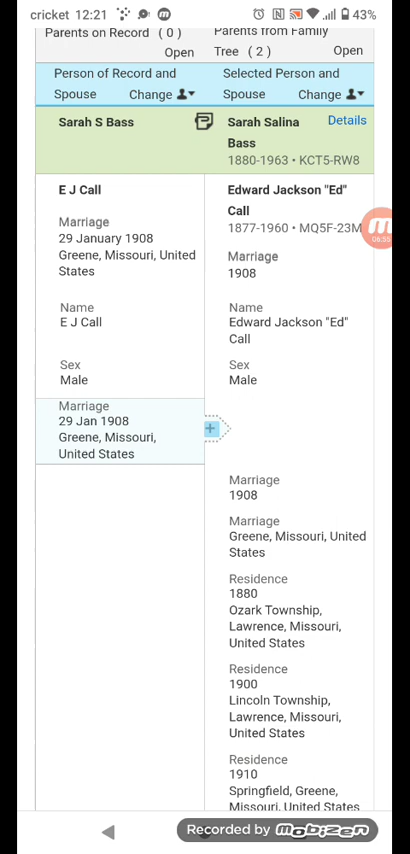 cricket 12:21 43%
Parents on Record ( 0 )
Open
Parents from Family
Tree ( 2 ) Open
Person of Record and
Spouse Change
Selected Person and
Spouse Change
Sarah S Bass
Sarah Salina Details
Bass
1880-1963 • KCT5-RW8
E J Call
Marriage
29 January 1908
Greene, Missouri, United
States
Name
E J Call
Sex
Male
Marriage
29 Jan 1908
Greene, Missouri,
United States
+
Edward Jackson "Ed"
Call
1877-1960 • MQ5F-23M
Marriage
1908
Name
Edward Jackson "Ed"
Call
Sex
Male
Marriage
1908
Marriage
Greene, Missouri, United
States
Residence
1880
Ozark Township,
Lawrence, Missouri,
United States
Residence
1900
Lincoln Township,
Lawrence, Missouri,
United States
Residence
1910
Springfield, Greene,
Missouri, United States
Recorded by mobizen